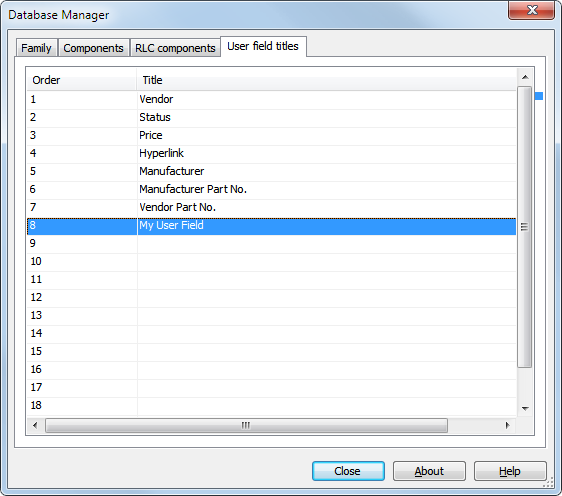 Database Manager
Family Components RLC components User field titles
Order Title
1 Vendor
2 Status
3 Price
4 Hyperlink
5 Manufacturer
6 Manufacturer Part No.
7 Vendor Part No.
8 My User Field
9
10
11
12
13
14
15
16
17
18
Close About Help